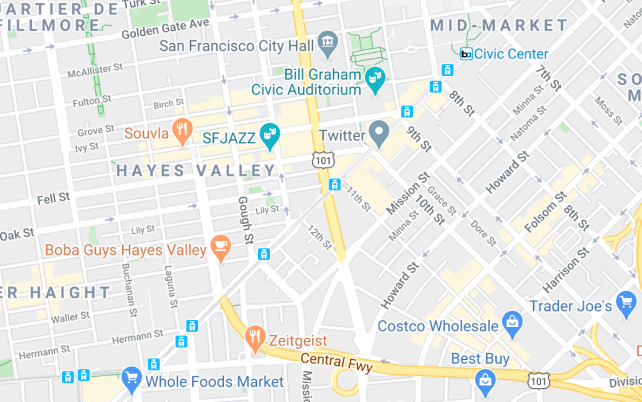 UARTIER DE
FILLMORE
Turk St
Golden Gate Ave
MID-MARKET
San Francisco City Hall
Civic Center
McAllister St
Bill Graham
Civic Auditorium
7th St
SO
M
Fulton St
Birch St
8th St
Minna St
Natoma St
Moss St
Grove St
Ivy St
Souvla
SFJAZZ
Twitter
9th St
101
Howard St
HAYES VALLEY
Fell St
11th St
Mission St
Grace St
10th St
Minna St
Dore St
Folsom St
8th St
Gough St
Lily St
Lily St
Oak St
12th St
Boba Guys Hayes Valley
Harrison St
Buchanan St
Laguna St
Howard St
ER HAIGHT
Trader Joe's
Waller St
Costco Wholesale
Hermann St
Hermann St
Zeitgeist
Central Fwy
Best Buy
Whole Foods Market
Mission
101
Division